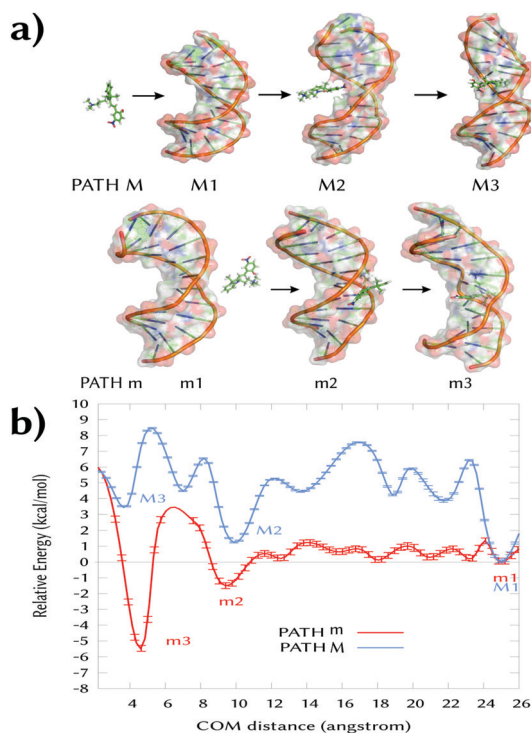 a)
PATH M M1 M2 M3
PATH m m1 m2 m3
b)
10
9
8
7
6
5
4
3
2
1
0
-1
-2
-3
-4
-5
-6
-7
-8
Relative Energy (kcal/mol)
M3
M2
m1
M1
m2
m3
PATH m
PATH M
4 6 8 10 12 14 16 18 20 22 24 26
COM distance (angstrom)